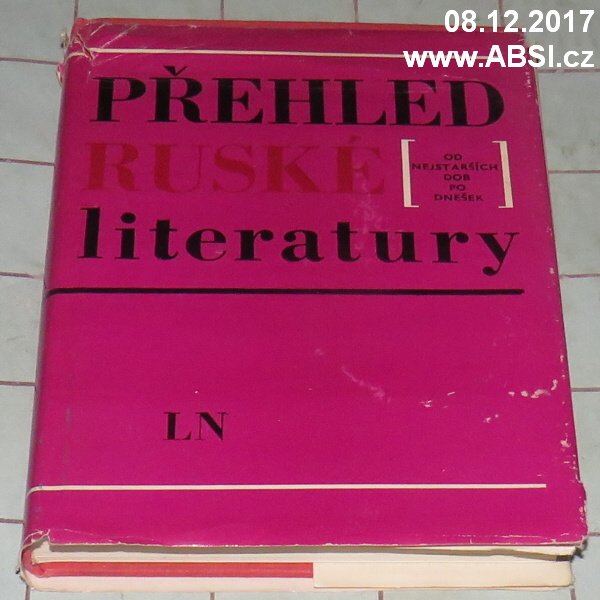 08.12.2017
www.ABSI.cz
PŘEHLED
RUSKÉ
[OD
NEJSTARŠÍCH
DOB
PO
DNEŠEK]
literatury
LN